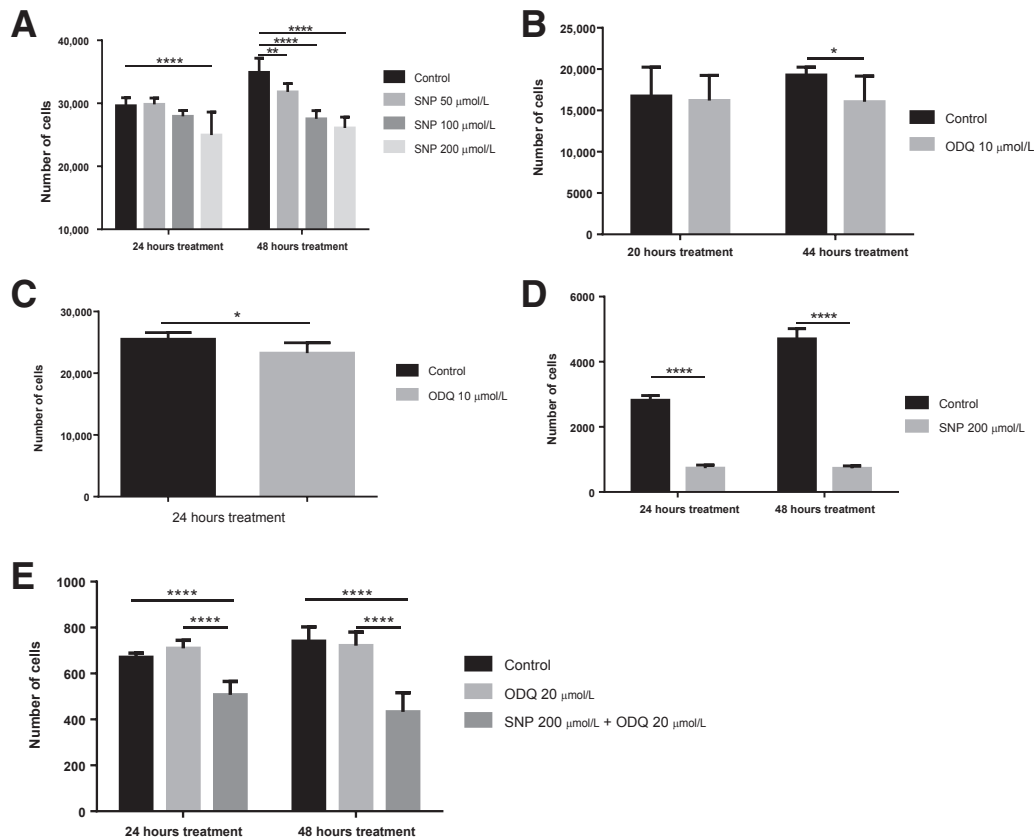 A
Number of cells
40,000
30,000
20,000
10,000
****
****
****
**
24 hours treatment
48 hours treatment
Control
SNP 50 μmol/L
SNP 100 μmol/L
SNP 200 μmol/L
B
Number of cells
25,000
20,000
15,000
10,000
5000
0
*
20 hours treatment
44 hours treatment
Control
ODQ 10 μmol/L
C
Number of cells
30,000
20,000
10,000
0
*
24 hours treatment
Control
ODQ 10 μmol/L
D
Number of cells
6000
4000
2000
0
****
****
24 hours treatment
48 hours treatment
Control
SNP 200 μmol/L
E
Number of cells
1000
800
600
400
200
0
****
****
****
****
24 hours treatment
48 hours treatment
Control
ODQ 20 μmol/L
SNP 200 μmol/L + ODQ 20 μmol/L